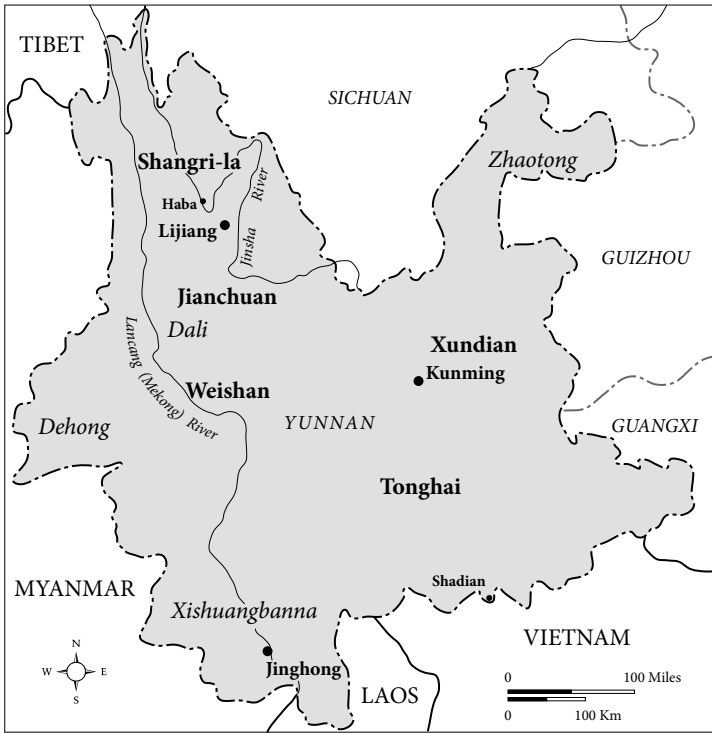 TIBET
SICHUAN
Zhaotong
Shangri-la
Haba
Lijiang
Jinsha River
GUIZHOU
Jianchuan
Dali
Xundian
Kunming
Lancang (Mekong) River
Weishan
YUNNAN
Dehong
GUANGXI
Tonghai
MYANMAR
Shadian
Xishuangbanna
VIETNAM
Jinghong
LAOS
N
W E
S
0 100 Miles
0 100 Km